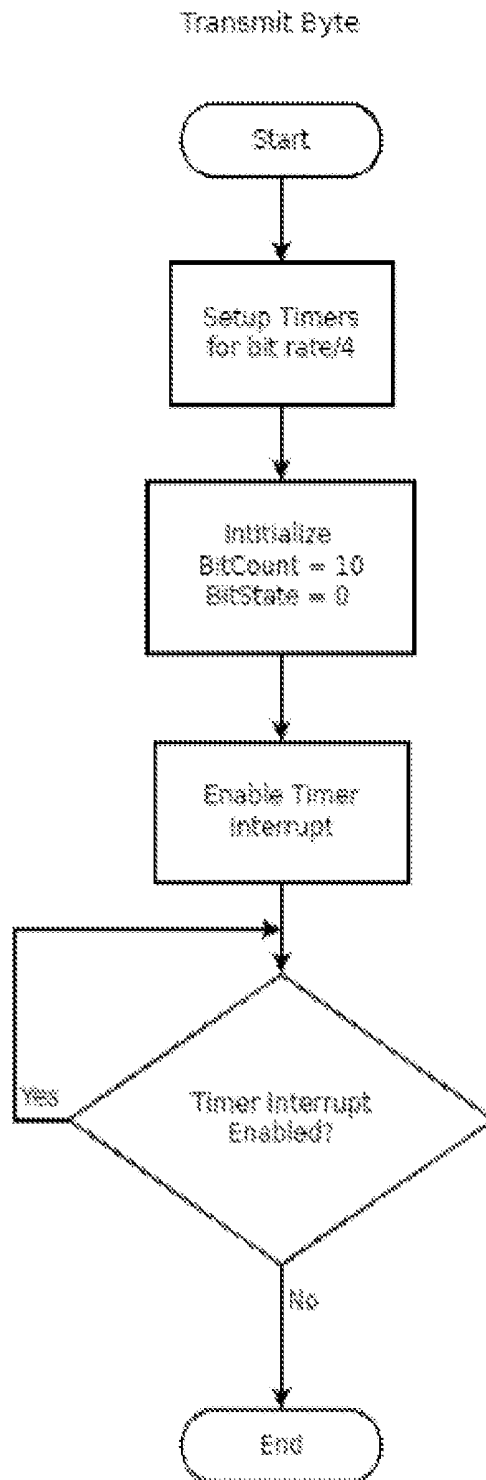 Transmit Byte
Start
Setup Timers
for bit rate/4
Intitialize
BitCount = 10
BitState = 0
Enable Timer
Interrupt
Yes
Timer Interrupt
Enabled?
No
End